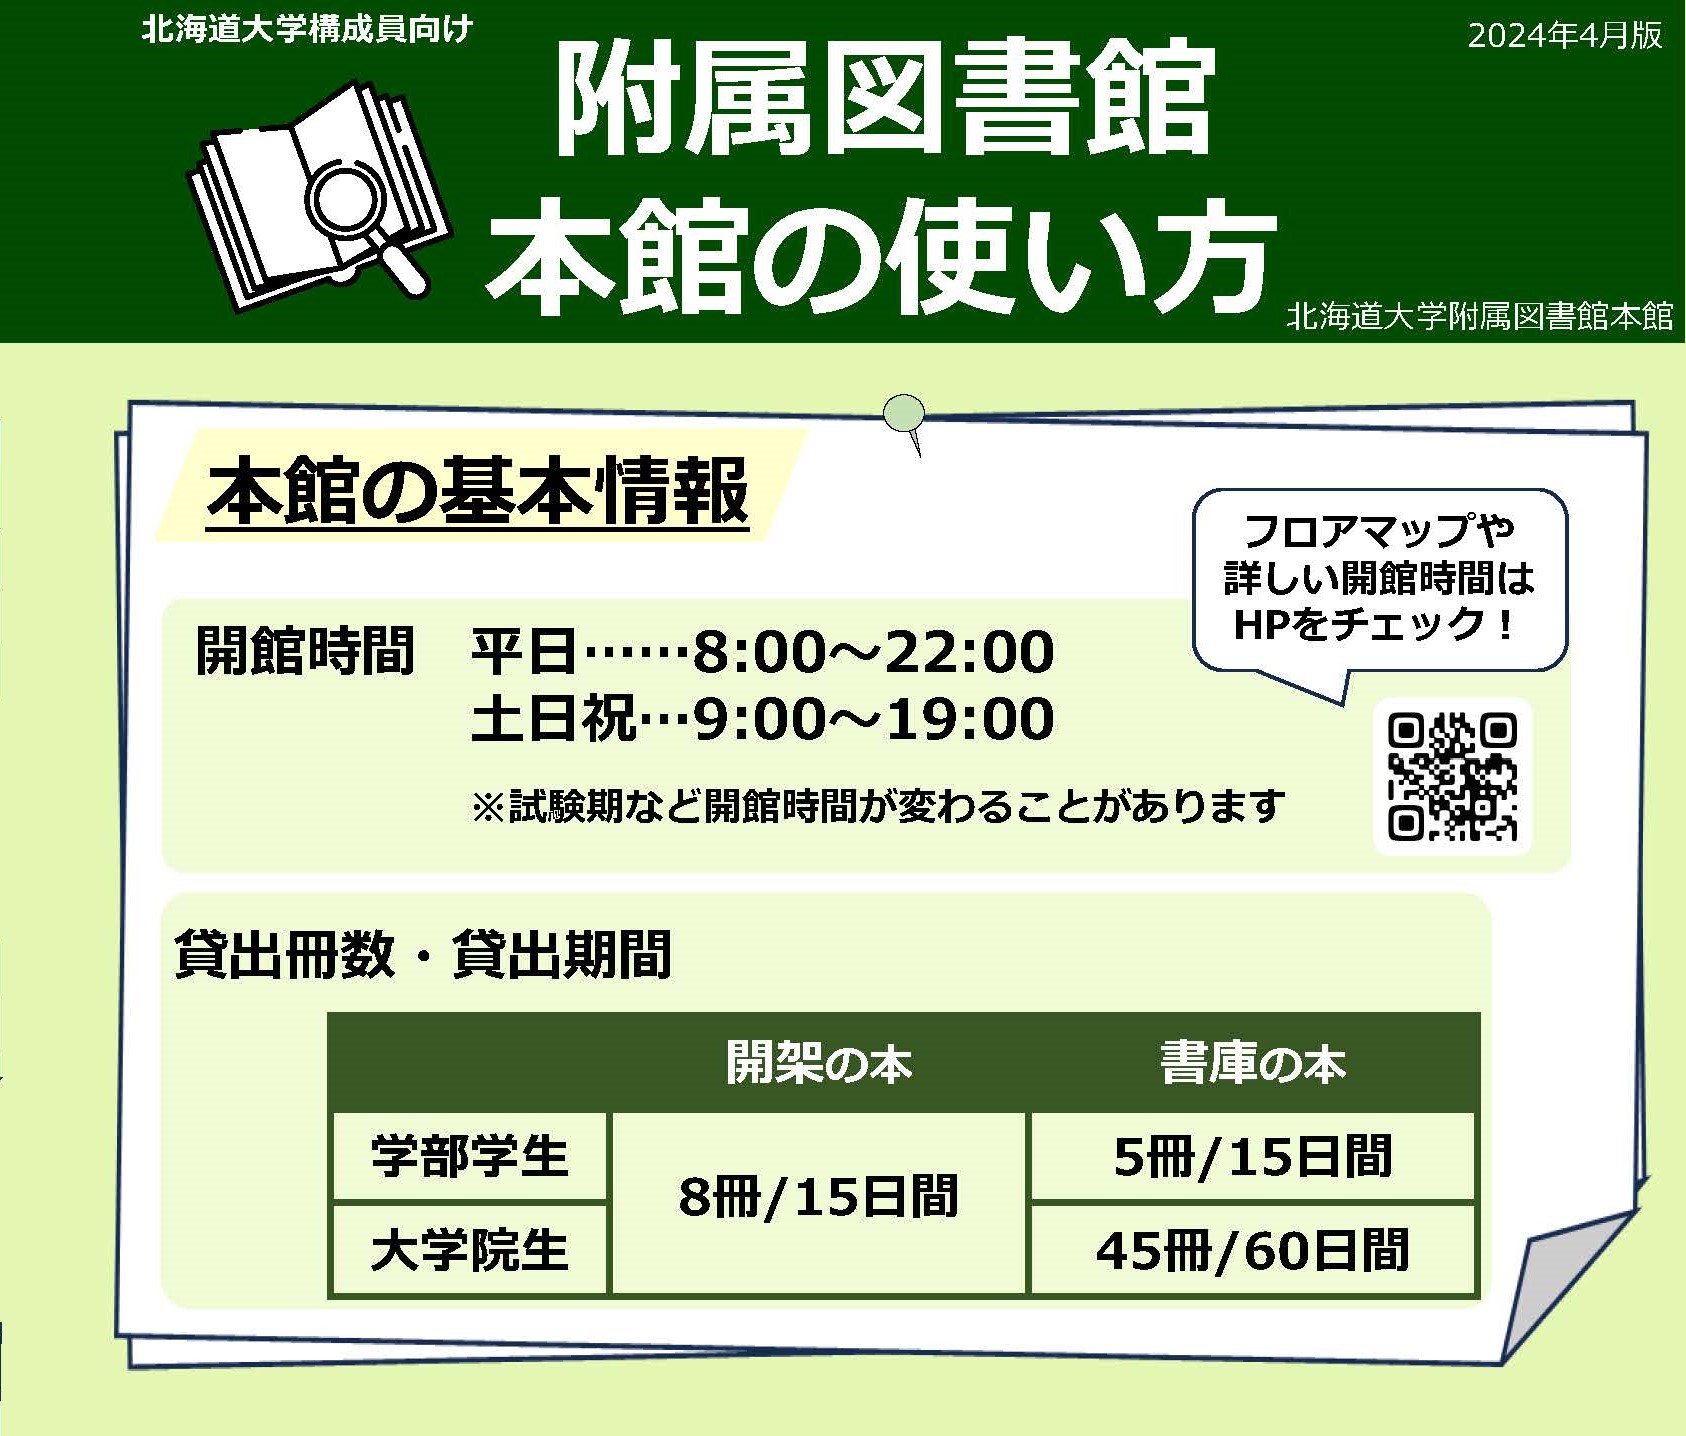 北海道大学構成員向け
2024年4月版
附属図書館
本館の使い方
北海道大学附属図書館本館
本館の基本情報
フロアマップや
詳しい開館時間は
HPをチェック！
開館時間 平日……8:00～22:00
土日祝…9:00～19:00
※試験期など開館時間が変わることがあります
貸出冊数・貸出期間
開架の本 書庫の本
学部学生 8冊/15日間 5冊/15日間
大学院生 45冊/60日間